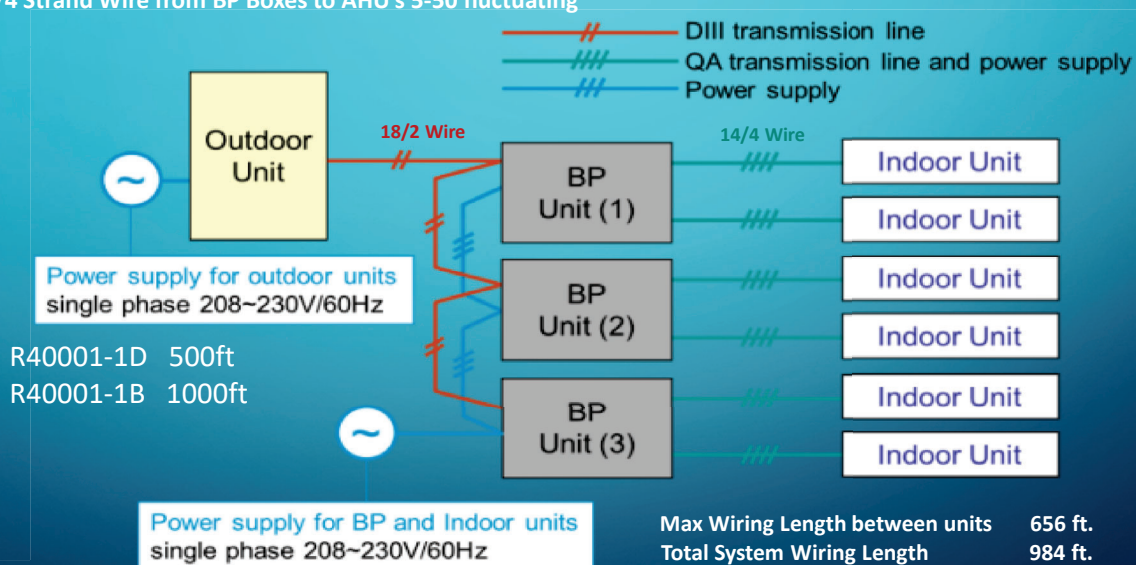 /4 Strand Wire from BP Boxes to AHU's 5-50 fluctuating
DIII transmission line
QA transmission line and power supply
Power supply
Outdoor
Unit
18/2 Wire
14/4 Wire
BP
Unit (1)
Indoor Unit
Indoor Unit
Power supply for outdoor units
single phase 208~230V/60Hz
BP
Unit (2)
Indoor Unit
Indoor Unit
R40001-1D 500ft
R40001-1B 1000ft
BP
Unit (3)
Indoor Unit
Indoor Unit
Power supply for BP and Indoor units
single phase 208~230V/60Hz
Max Wiring Length between units 656 ft.
Total System Wiring Length 984 ft.